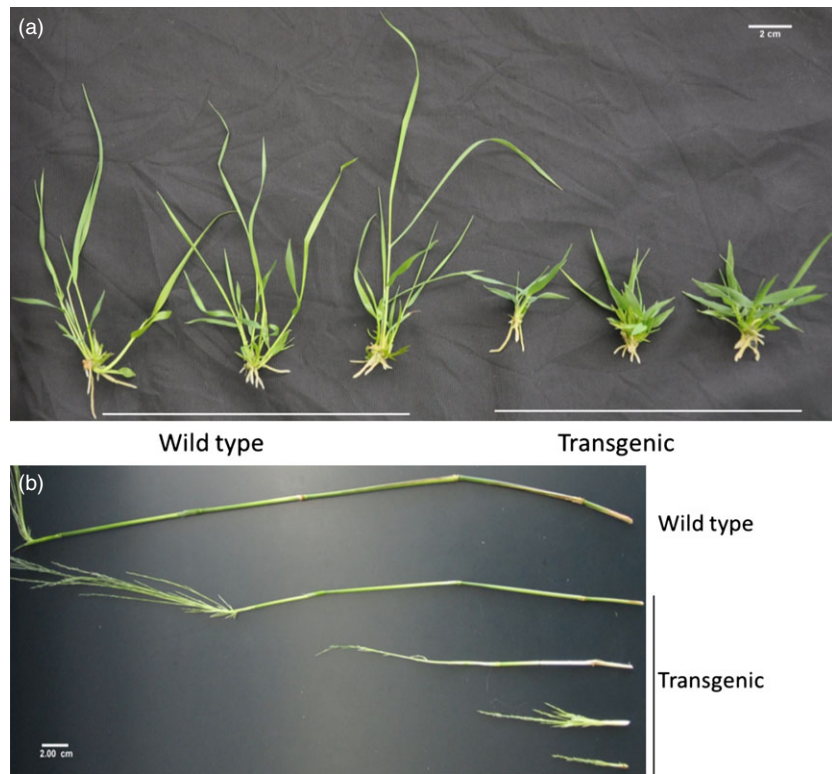 (a)
2 cm
Wild type
Transgenic
(b)
Wild type
Transgenic
2.00 cm